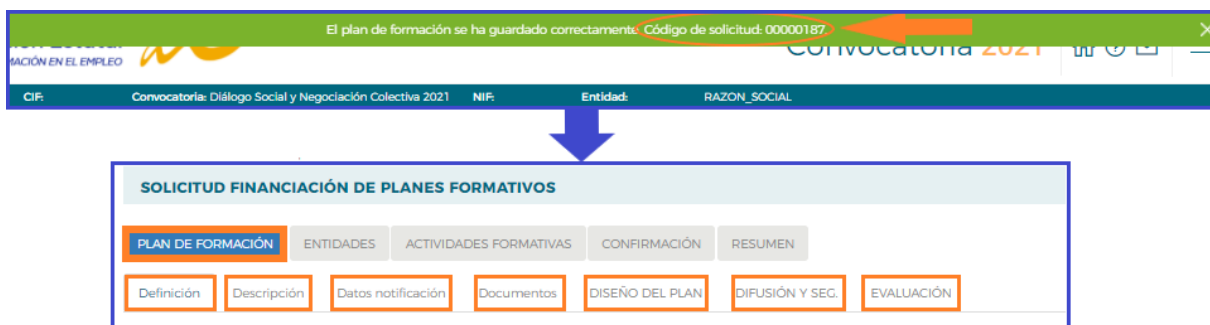 El plan de formación se ha guardado correctamente. Código de solicitud: 00000187.
MACIÓN EN EL EMPLEO
Convocatoria 2021
CIF: Convocatoria: Diálogo Social y Negociación Colectiva 2021 NIF: Entidad: RAZON_SOCIAL
SOLICITUD FINANCIACIÓN DE PLANES FORMATIVOS
PLAN DE FORMACIÓN ENTIDADES ACTIVIDADES FORMATIVAS CONFIRMACIÓN RESUMEN
Definición Descripción Datos notificación Documentos DISEÑO DEL PLAN DIFUSIÓN Y SEG. EVALUACIÓN